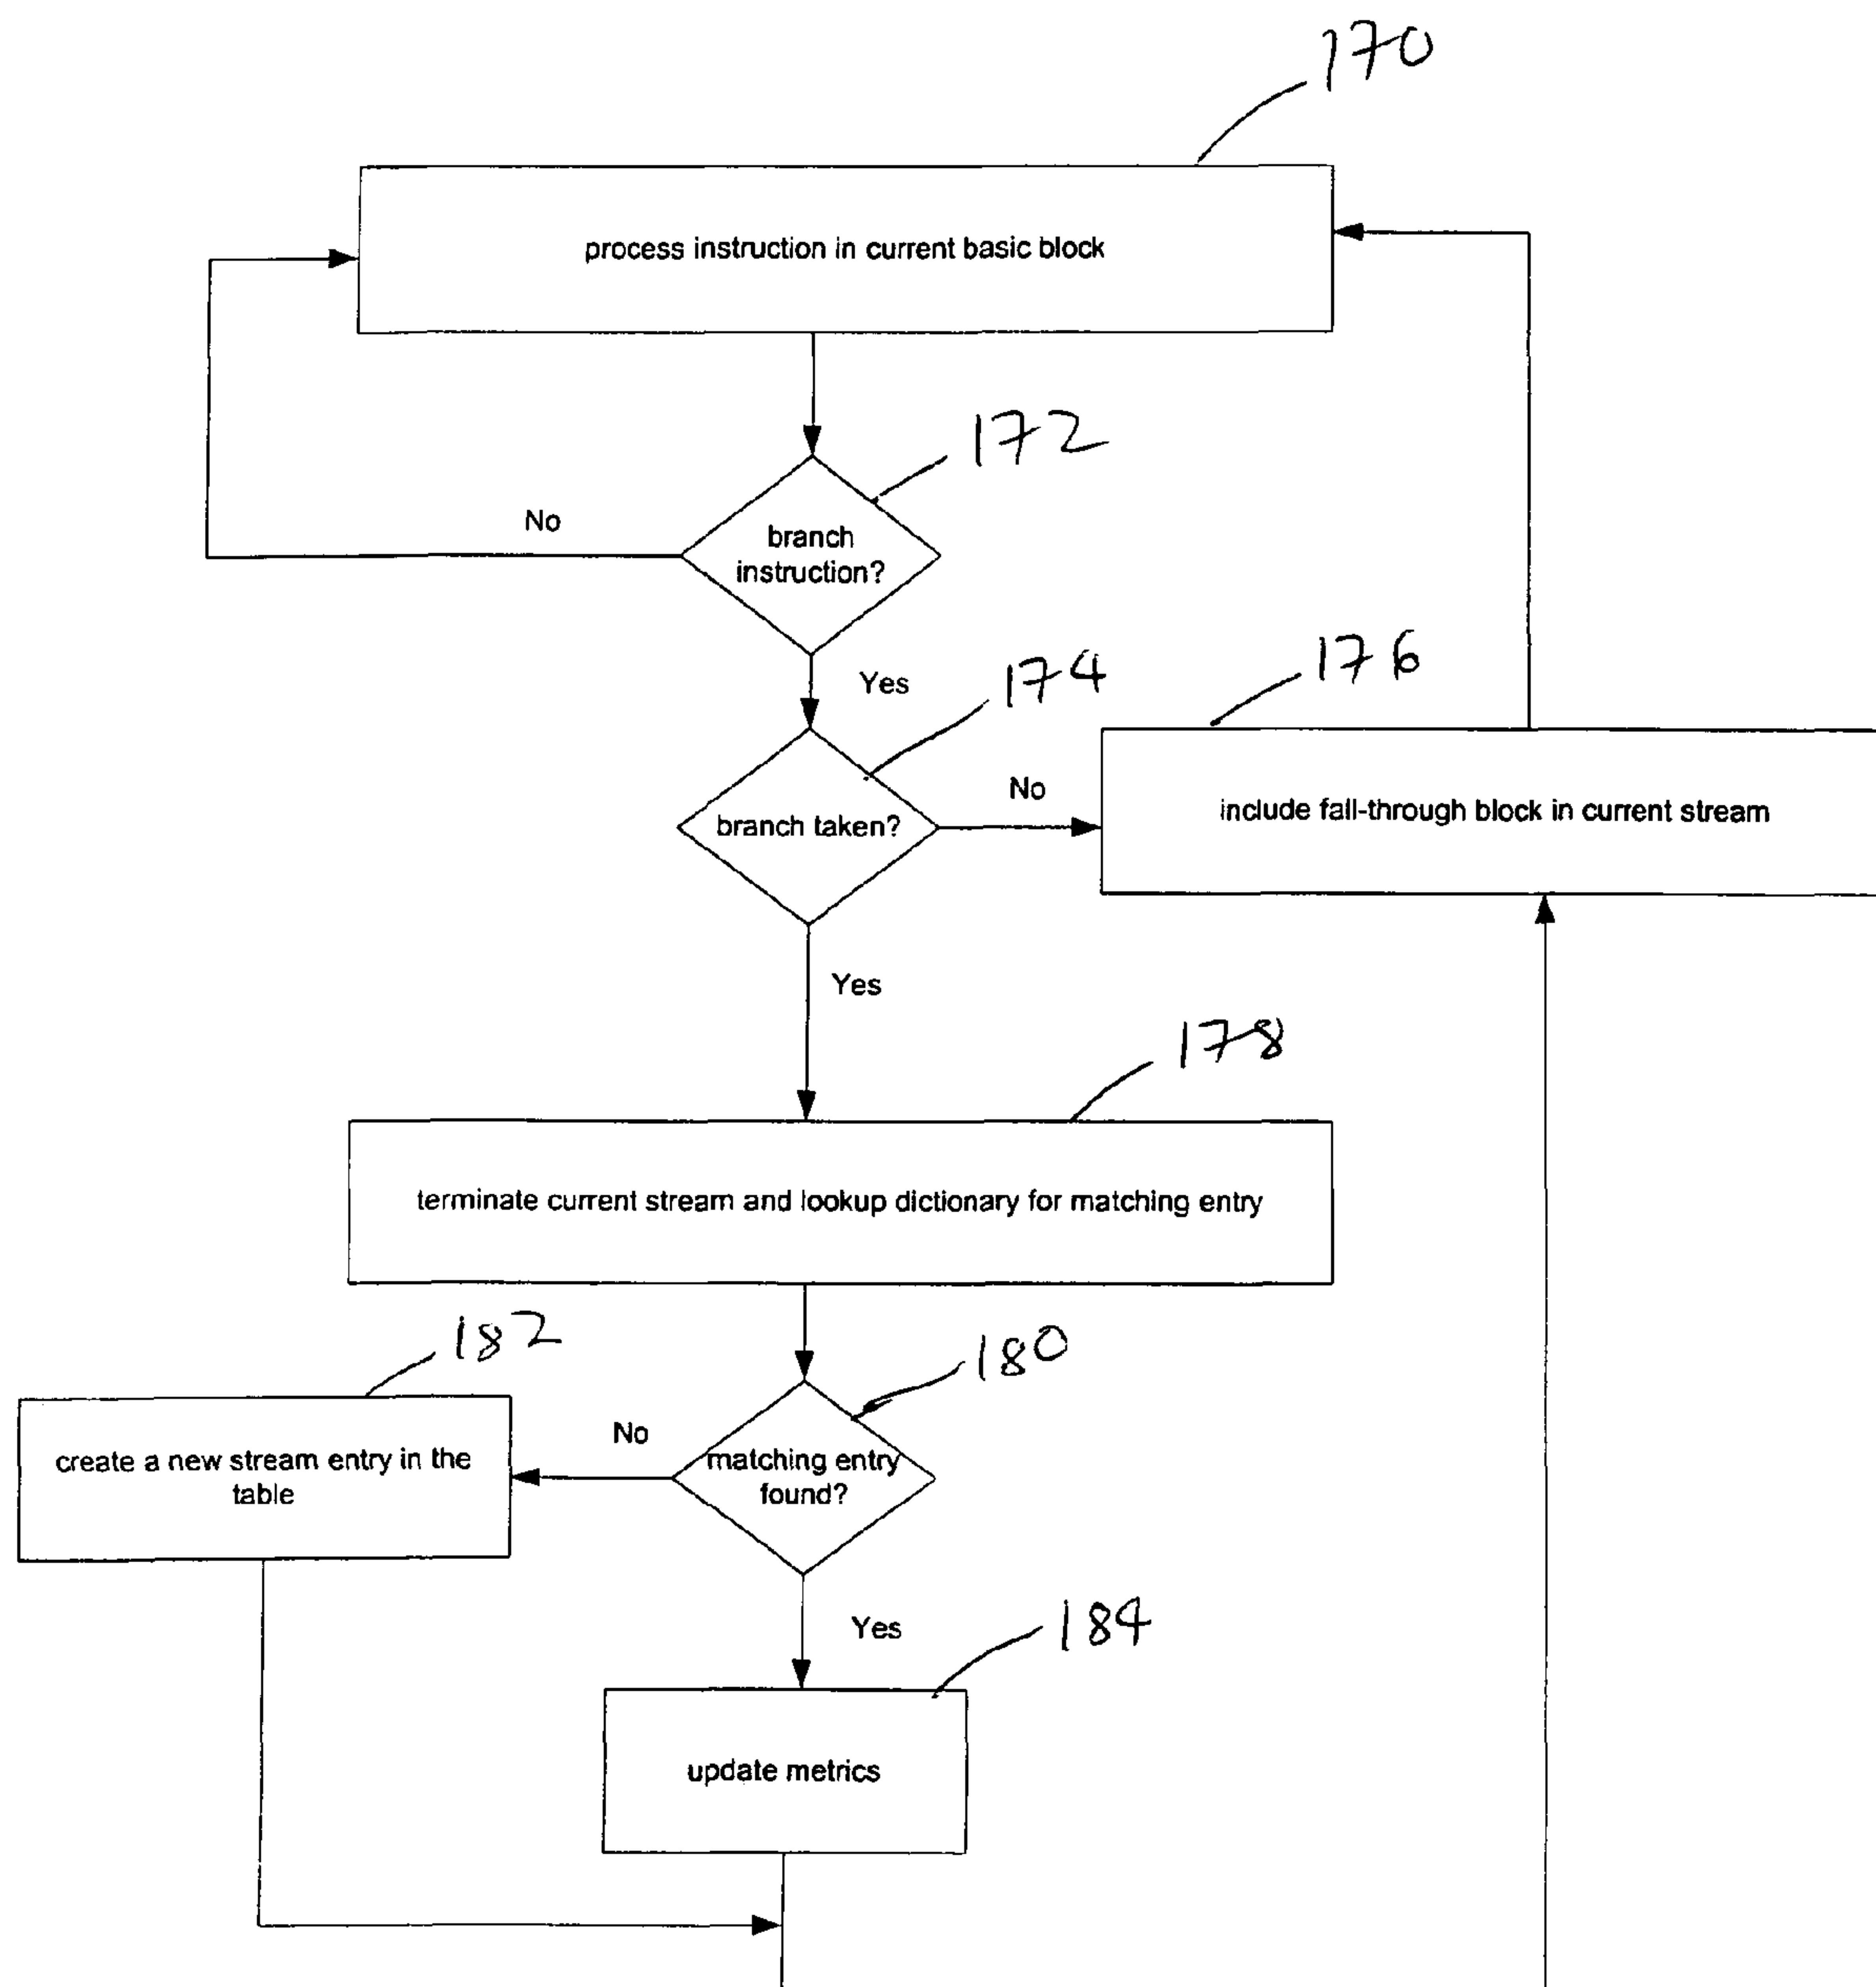 170
process instruction in current basic block
172
No
branch
instruction?
Yes
174
176
No
branch taken?
include fall-through block in current stream
Yes
178
terminate current stream and lookup dictionary for matching entry
182
180
No
create a new stream entry in the
table
matching entry
found?
Yes
184
update metrics